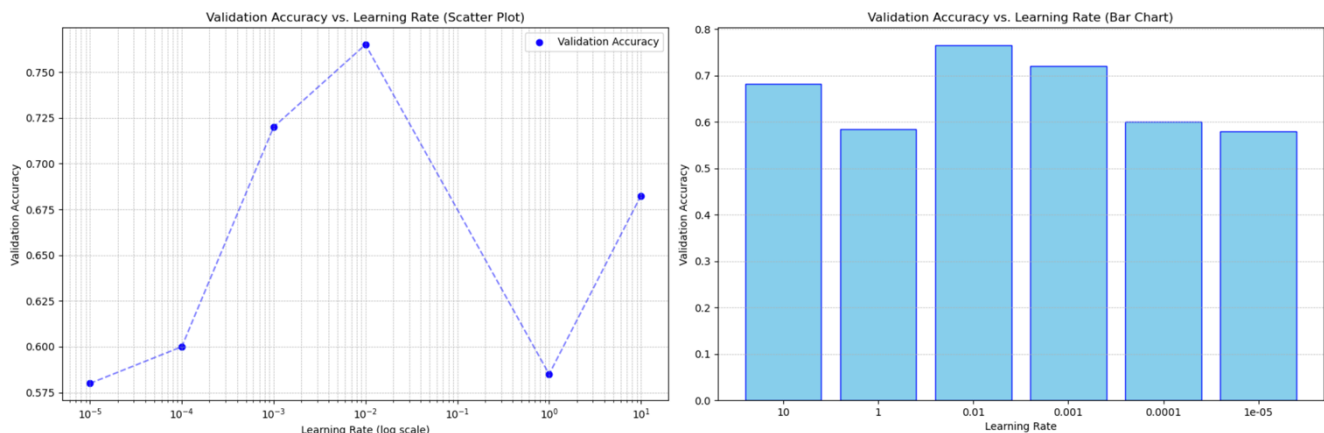 Validation Accuracy vs. Learning Rate (Scatter Plot)
Validation Accuracy
Validation Accuracy
0.750
0.725
0.700
0.675
0.650
0.625
0.600
0.575
10⁻⁵ 10⁻⁴ 10⁻³ 10⁻² 10⁻¹ 10⁰ 10¹
Learning Rate (log scale)
Validation Accuracy vs. Learning Rate (Bar Chart)
Validation Accuracy
0.8
0.7
0.6
0.5
0.4
0.3
0.2
0.1
0.0
10 1 0.01 0.001 0.0001 1e-05
Learning Rate